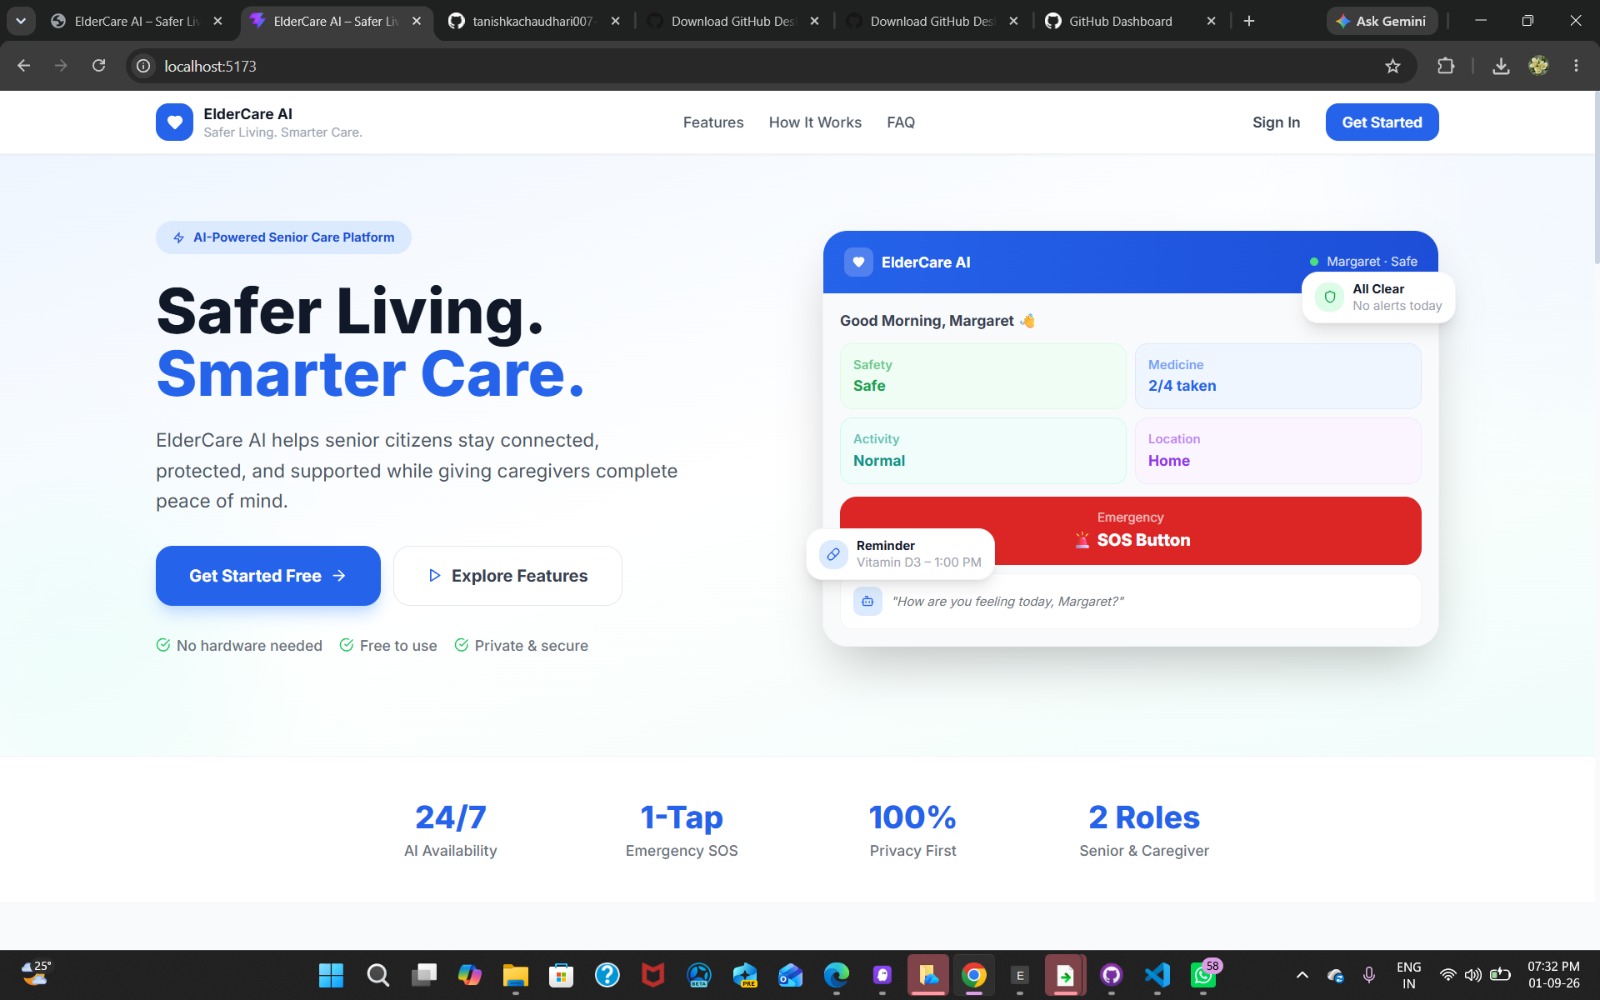 ElderCare AI – Safer Liv
ElderCare AI – Safer Liv
tanishkachaudhari007-
Download GitHub Des
Download GitHub Des
GitHub Dashboard
Ask Gemini
localhost:5173
ElderCare AI
Safer Living. Smarter Care.
Features
How It Works
FAQ
Sign In
Get Started
AI-Powered Senior Care Platform
Safer Living.
Smarter Care.
ElderCare AI helps senior citizens stay connected,
protected, and supported while giving caregivers complete
peace of mind.
Get Started Free
Explore Features
No hardware needed
Free to use
Private & secure
ElderCare AI
Margaret · Safe
All Clear
No alerts today
Good Morning, Margaret 👋
Safety
Safe
Medicine
2/4 taken
Activity
Normal
Location
Home
Emergency
🚨 SOS Button
Reminder
Vitamin D3 – 1:00 PM
"How are you feeling today, Margaret?"
24/7
AI Availability
1-Tap
Emergency SOS
100%
Privacy First
2 Roles
Senior & Caregiver
25°
BETA
PRE
E
58
ENG
IN
07:32 PM
01-09-26